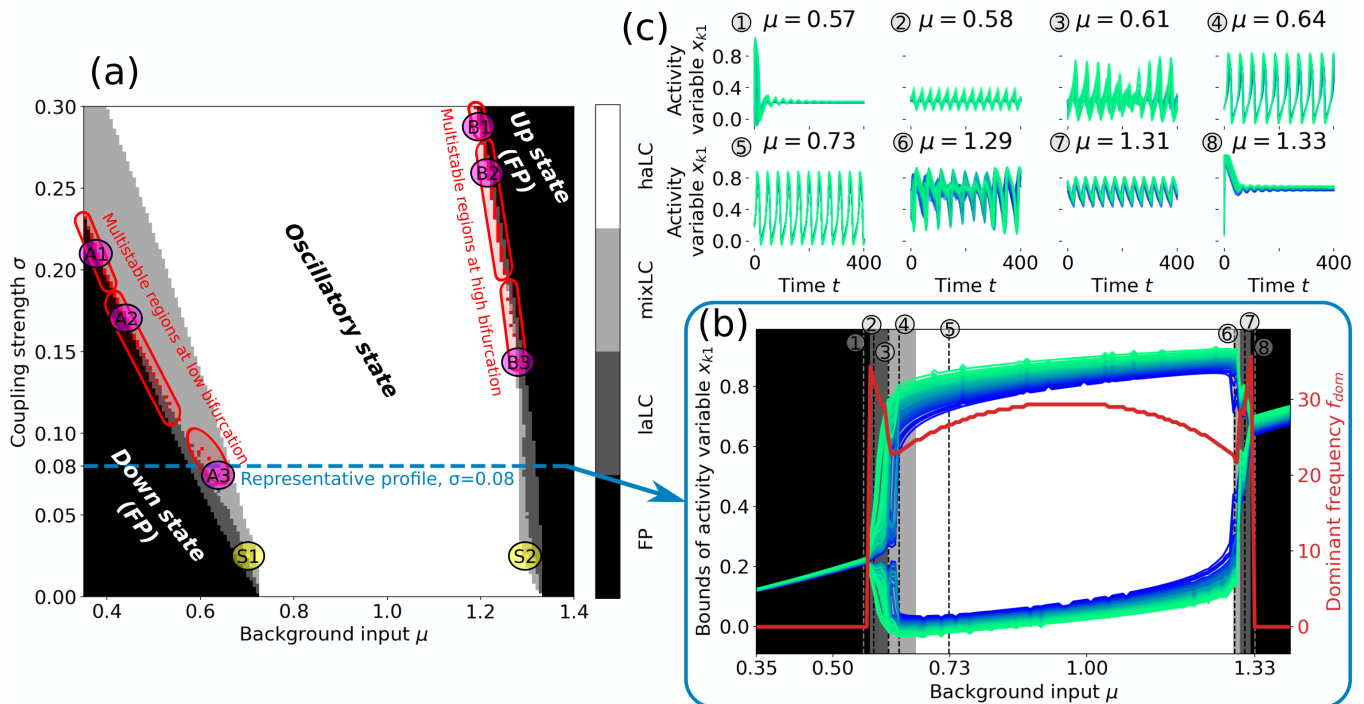 (a)
0.30
0.25
0.20
0.15
0.10
0.08
0.05
0.00
Coupling strength σ
0.4
0.6
0.8
1.0
1.2
1.4
Background input μ
A1
A2
A3
B1
B2
B3
S1
S2
Multistable regions at low bifurcation
Multistable regions at high bifurcation
Down state
(FP)
Oscillatory state
Up state
(FP)
Representative profile, σ=0.08
haLC
mixLC
laLC
FP
(c)
① μ = 0.57
② μ = 0.58
③ μ = 0.61
④ μ = 0.64
Activity
variable xk1
0.8
0.4
0.0
⑤ μ = 0.73
⑥ μ = 1.29
⑦ μ = 1.31
⑧ μ = 1.33
Activity
variable xk1
0.8
0.4
0.0
0 400
0 400
0 400
0 400
Time t
Time t
Time t
Time t
(b)
① ② ③ ④ ⑤ ⑥ ⑦ ⑧
Bounds of activity variable xk1
0.8
0.6
0.4
0.2
0.0
0.35
0.50
0.73
1.00
1.33
Background input μ
30
20
10
0
Dominant frequency fdom